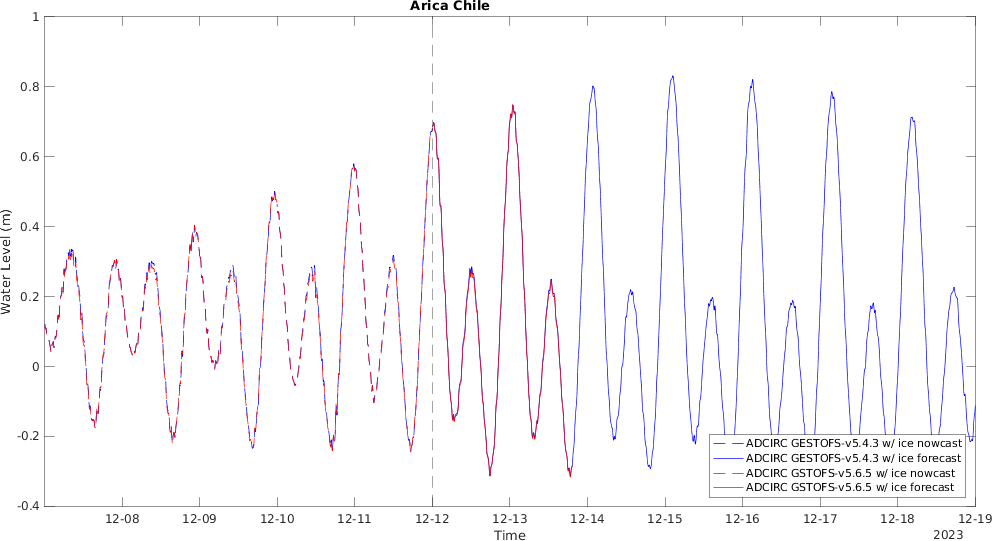 Arica Chile
Water Level (m)
1
0.8
0.6
0.4
0.2
0
-0.2
-0.4
ADCIRC GESTOFS-v5.4.3 w/ ice nowcast
ADCIRC GESTOFS-v5.4.3 w/ ice forecast
ADCIRC GSTOFS-v5.6.5 w/ ice nowcast
ADCIRC GSTOFS-v5.6.5 w/ ice forecast
12-08 12-09 12-10 12-11 12-12 12-13 12-14 12-15 12-16 12-17 12-18 12-19
Time
2023